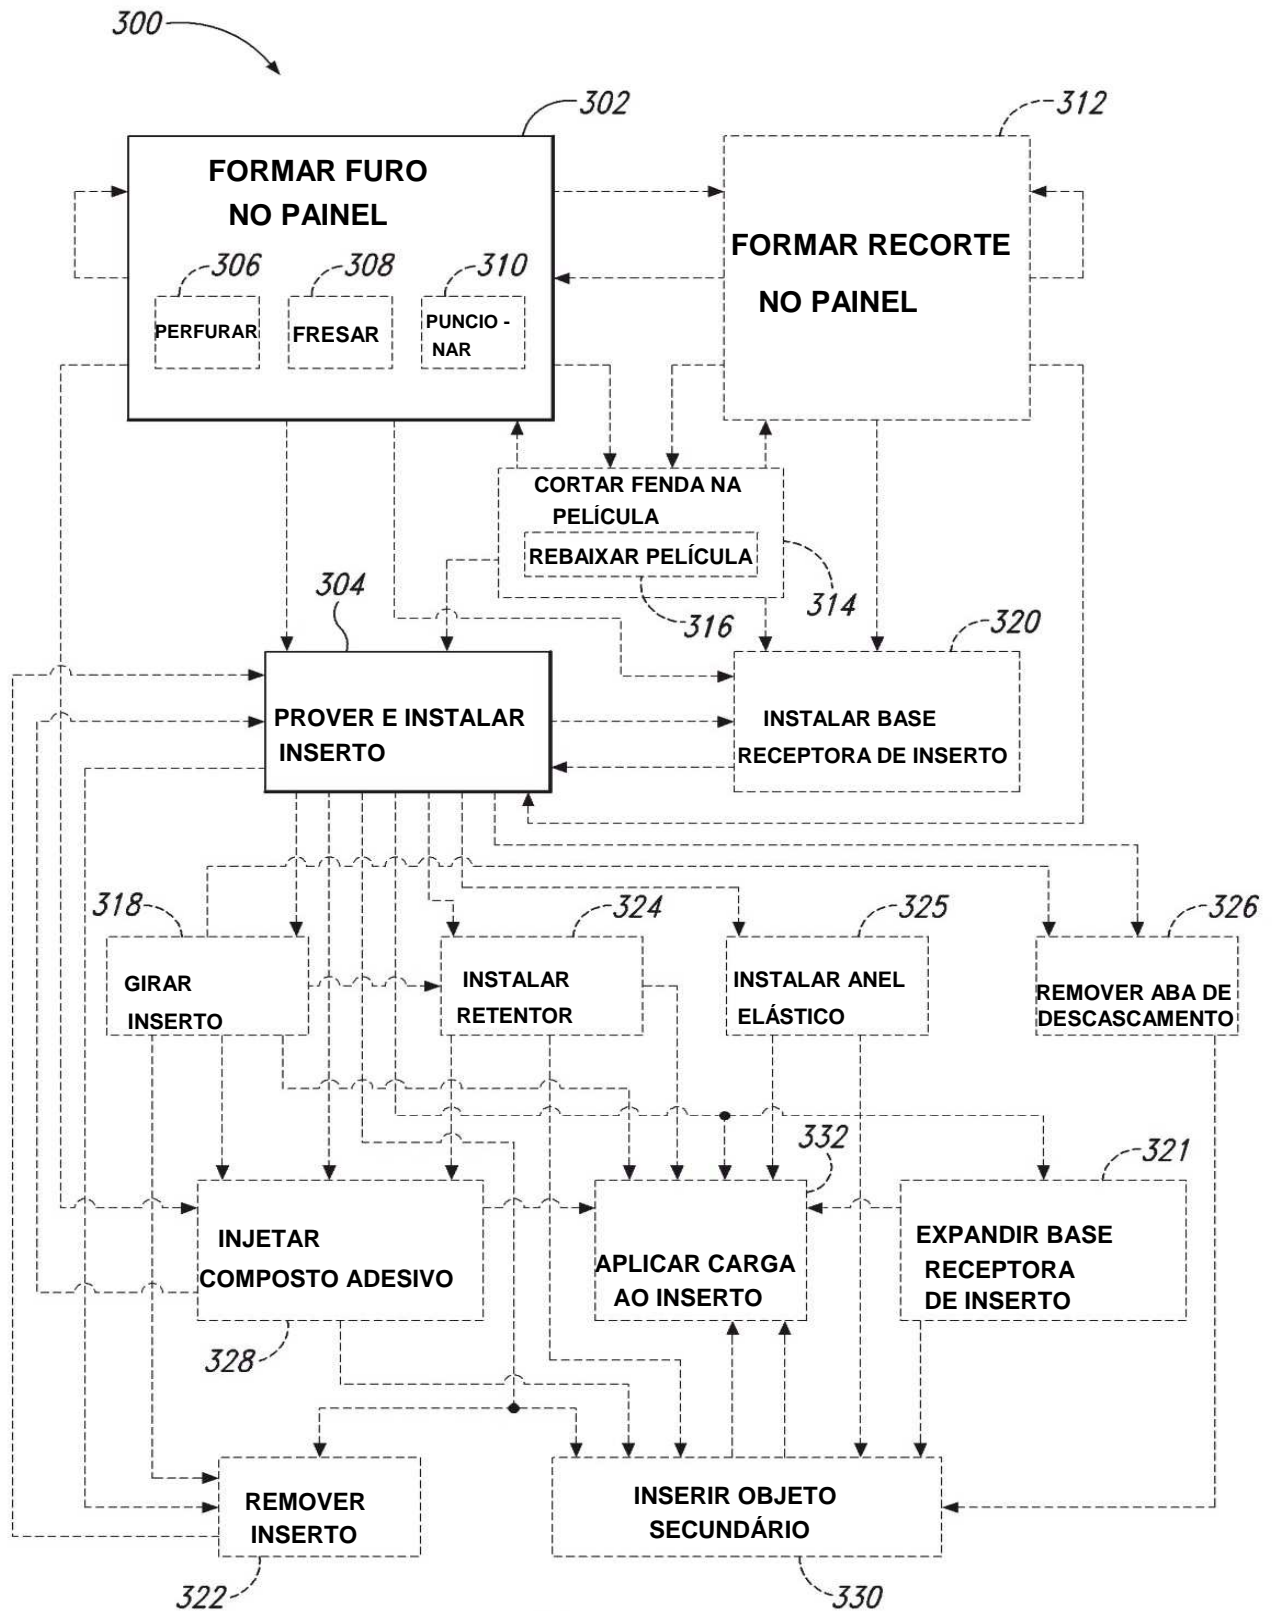 300
302
312
FORMAR FURO
NO PAINEL
306
308
310
PERFURAR
FRESAR
PUNCIO -
NAR
FORMAR RECORTE
NO PAINEL
CORTAR FENDA NA
PELÍCULA
REBAIXAR PELÍCULA
314
316
304
320
PROVER E INSTALAR
INSERTO
INSTALAR BASE
RECEPTORA DE INSERTO
318
324
325
326
GIRAR
INSERTO
INSTALAR
RETENTOR
INSTALAR ANEL
ELÁSTICO
REMOVER ABA DE
DESCASCAMENTO
332
321
INJETAR
COMPOSTO ADESIVO
APLICAR CARGA
AO INSERTO
EXPANDIR BASE
RECEPTORA
DE INSERTO
328
REMOVER
INSERTO
INSERIR OBJETO
SECUNDÁRIO
322
330